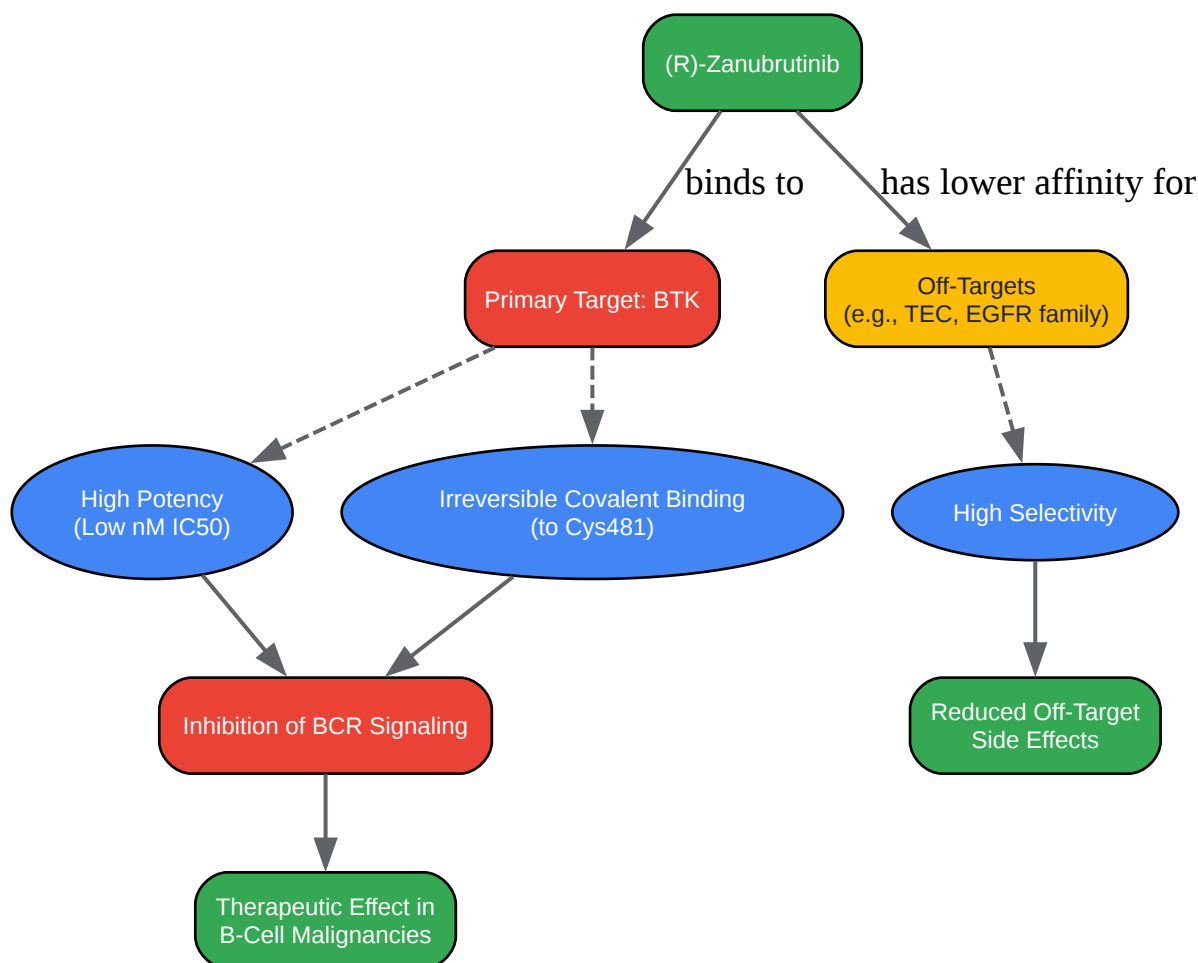 (R)-Zanubrutinib
binds to
has lower affinity for
Primary Target: BTK
Off-Targets
(e.g., TEC, EGFR family)
High Potency
(Low nM IC50)
Irreversible Covalent Binding
(to Cys481)
High Selectivity
Inhibition of BCR Signaling
Reduced Off-Target
Side Effects
Therapeutic Effect in
B-Cell Malignancies